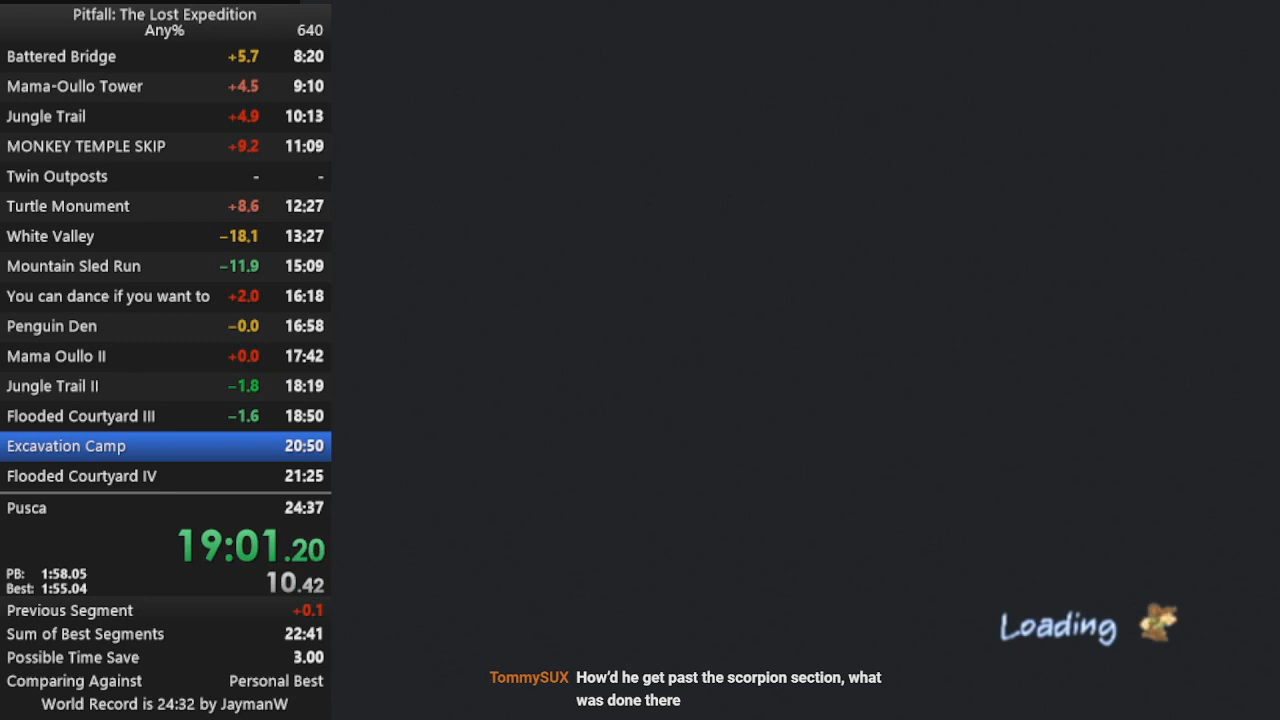 Pitfall: The Lost Expedition
Any% 640
Battered Bridge +5.7 8:20
Mama-Oullo Tower +4.5 9:10
Jungle Trail +4.9 10:13
MONKEY TEMPLE SKIP +9.2 11:09
Twin Outposts - -
Turtle Monument +8.6 12:27
White Valley −18.1 13:27
Mountain Sled Run −11.9 15:09
You can dance if you want to +2.0 16:18
Penguin Den −0.0 16:58
Mama Oullo II +0.0 17:42
Jungle Trail II −1.8 18:19
Flooded Courtyard III −1.6 18:50
Excavation Camp 20:50
Flooded Courtyard IV 21:25
Pusca 24:37
19:01.20
PB: 1:58.05
Best: 1:55.04
10.42
Previous Segment +0.1
Sum of Best Segments 22:41
Possible Time Save 3.00
Comparing Against Personal Best
World Record is 24:32 by JaymanW
Loading
TommySUX How'd he get past the scorpion section, what
was done there